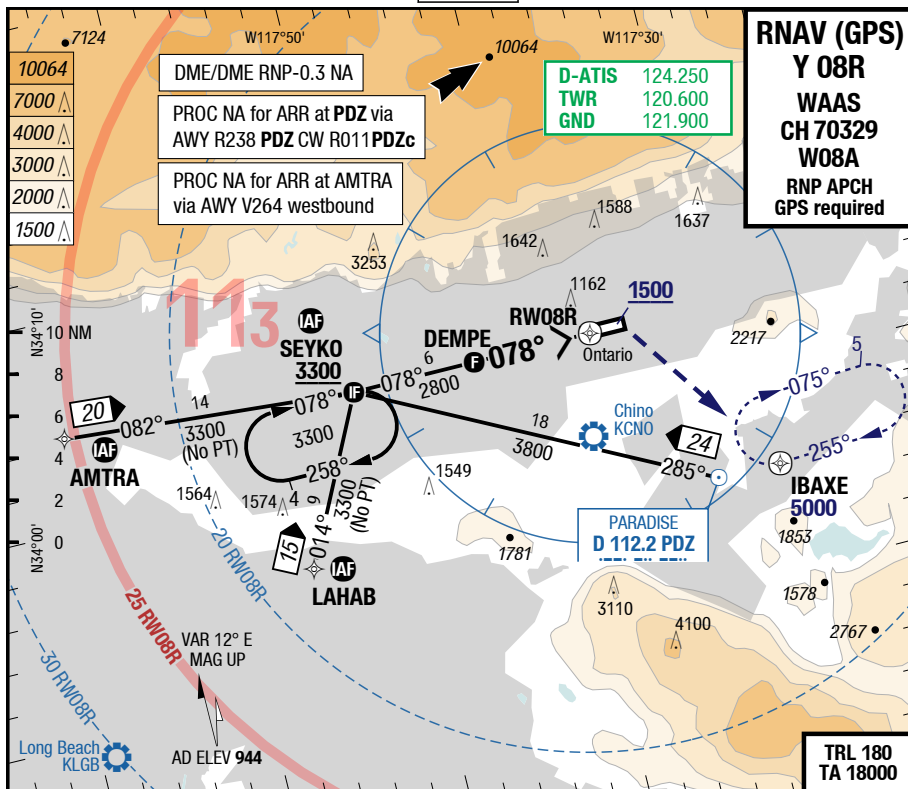 7124
W117°50'
10064
W117°30'
RNAV (GPS)
Y 08R
WAAS
CH 70329
W08A
RNP APCH
GPS required
10064
7000
4000
3000
2000
1500
DME/DME RNP-0.3 NA
PROC NA for ARR at PDZ via
AWY R238 PDZ CW R011PDZc
PROC NA for ARR at AMTRA
via AWY V264 westbound
D-ATIS 124.250
TWR 120.600
GND 121.900
3253
1642
1588
1637
113
1162
1500
2217
N34°10'
10 NM
8
6
4
2
0
N34°00'
IAF
SEYKO
3300
DEMPE
RW08R
Ontario
078°
6
2800
F
078°
IF
078°
3300
258°
4
20
082°
14
3300
(No PT)
IAF
AMTRA
18
3800
Chino
KCNO
24
285°
5
075°
255°
IBAXE
5000
1564
1574
1549
9
3300
(No PT)
014°
15
IAF
LAHAB
1781
PARADISE
D 112.2 PDZ
1853
1578
2767
3110
4100
20 RW08R
25 RW08R
30 RW08R
VAR 12° E
MAG UP
AD ELEV 944
Long Beach
KLGB
TRL 180
TA 18000